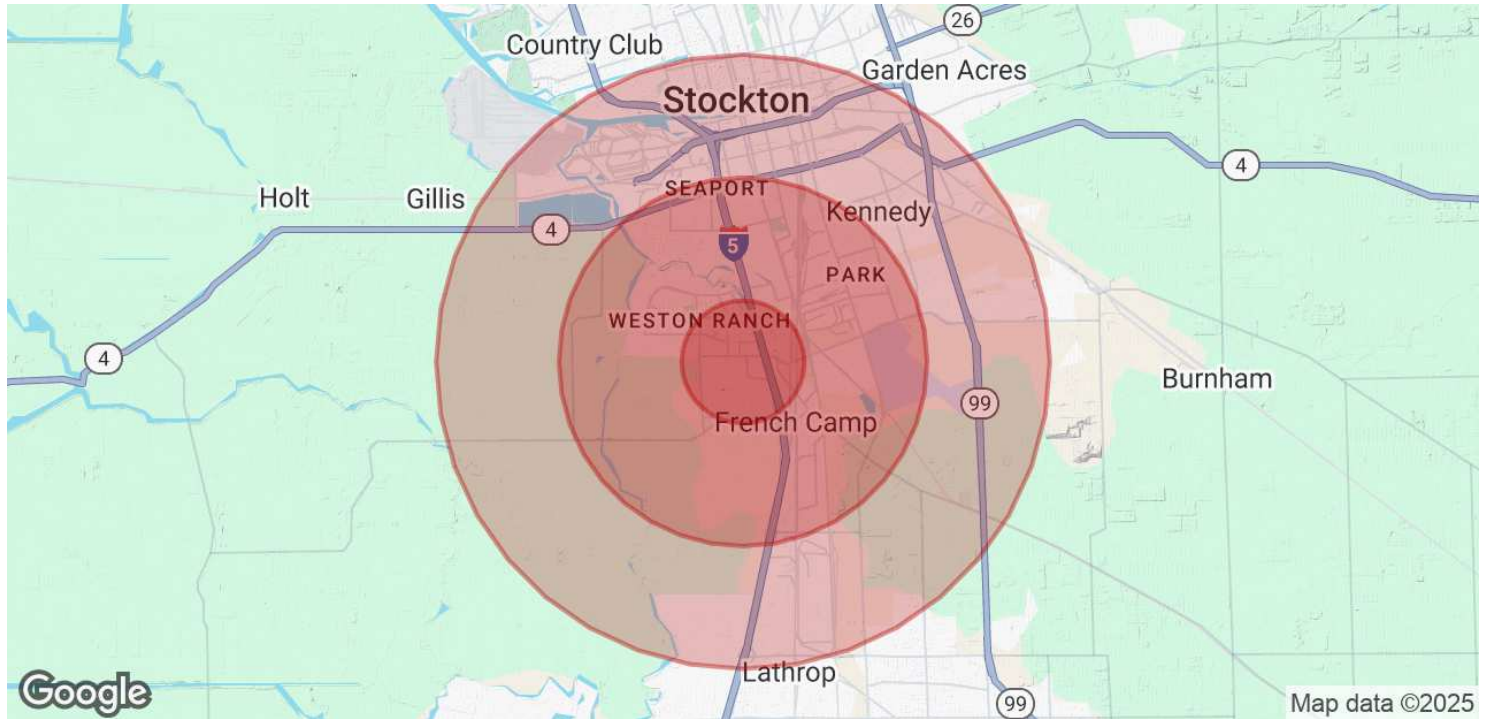 26
Country Club
Garden Acres
Stockton
4
Holt
Gillis
SEAPORT
Kennedy
4
5
PARK
WESTON RANCH
4
Burnham
99
French Camp
Lathrop
99
Google
Map data ©2025